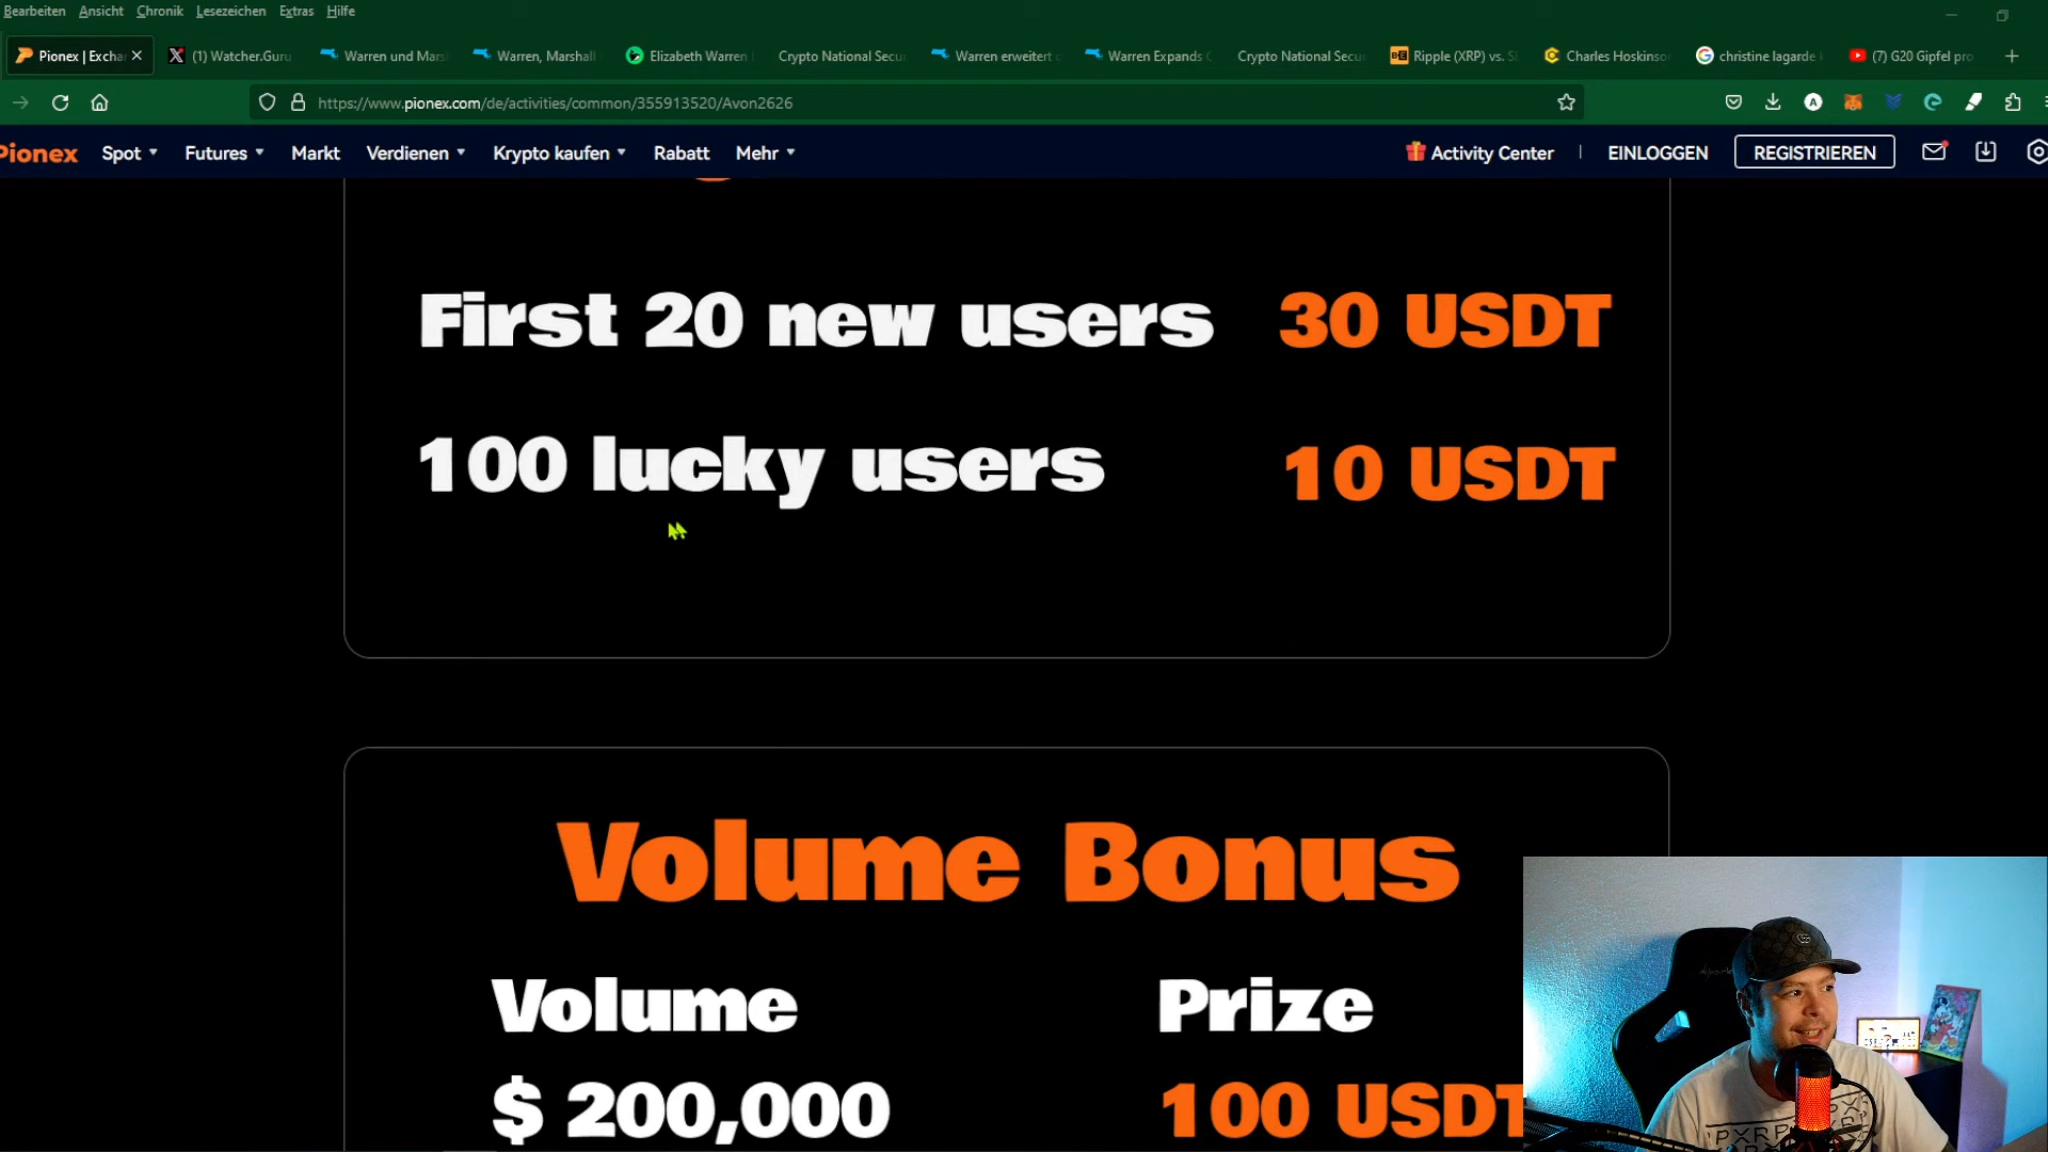 Bearbeiten Ansicht Chronik Lesezeichen Extras Hilfe
Pionex | Excha (1) Watcher.Guru Warren und Mars Warren, Marshall Elizabeth Warren Crypto National Secu Warren erweitert Warren Expands Crypto National Secu Ripple (XRP) vs. Charles Hoskinso christine lagarde (7) G20 Gipfel pro
https://www.pionex.com/de/activities/common/355913520/Avon2626
Pionex Spot Futures Markt Verdienen Krypto kaufen Rabatt Mehr Activity Center EINLOGGEN REGISTRIEREN
First 20 new users 30 USDT
100 lucky users 10 USDT
Volume Bonus
Volume Prize
$ 200,000 100 USDT